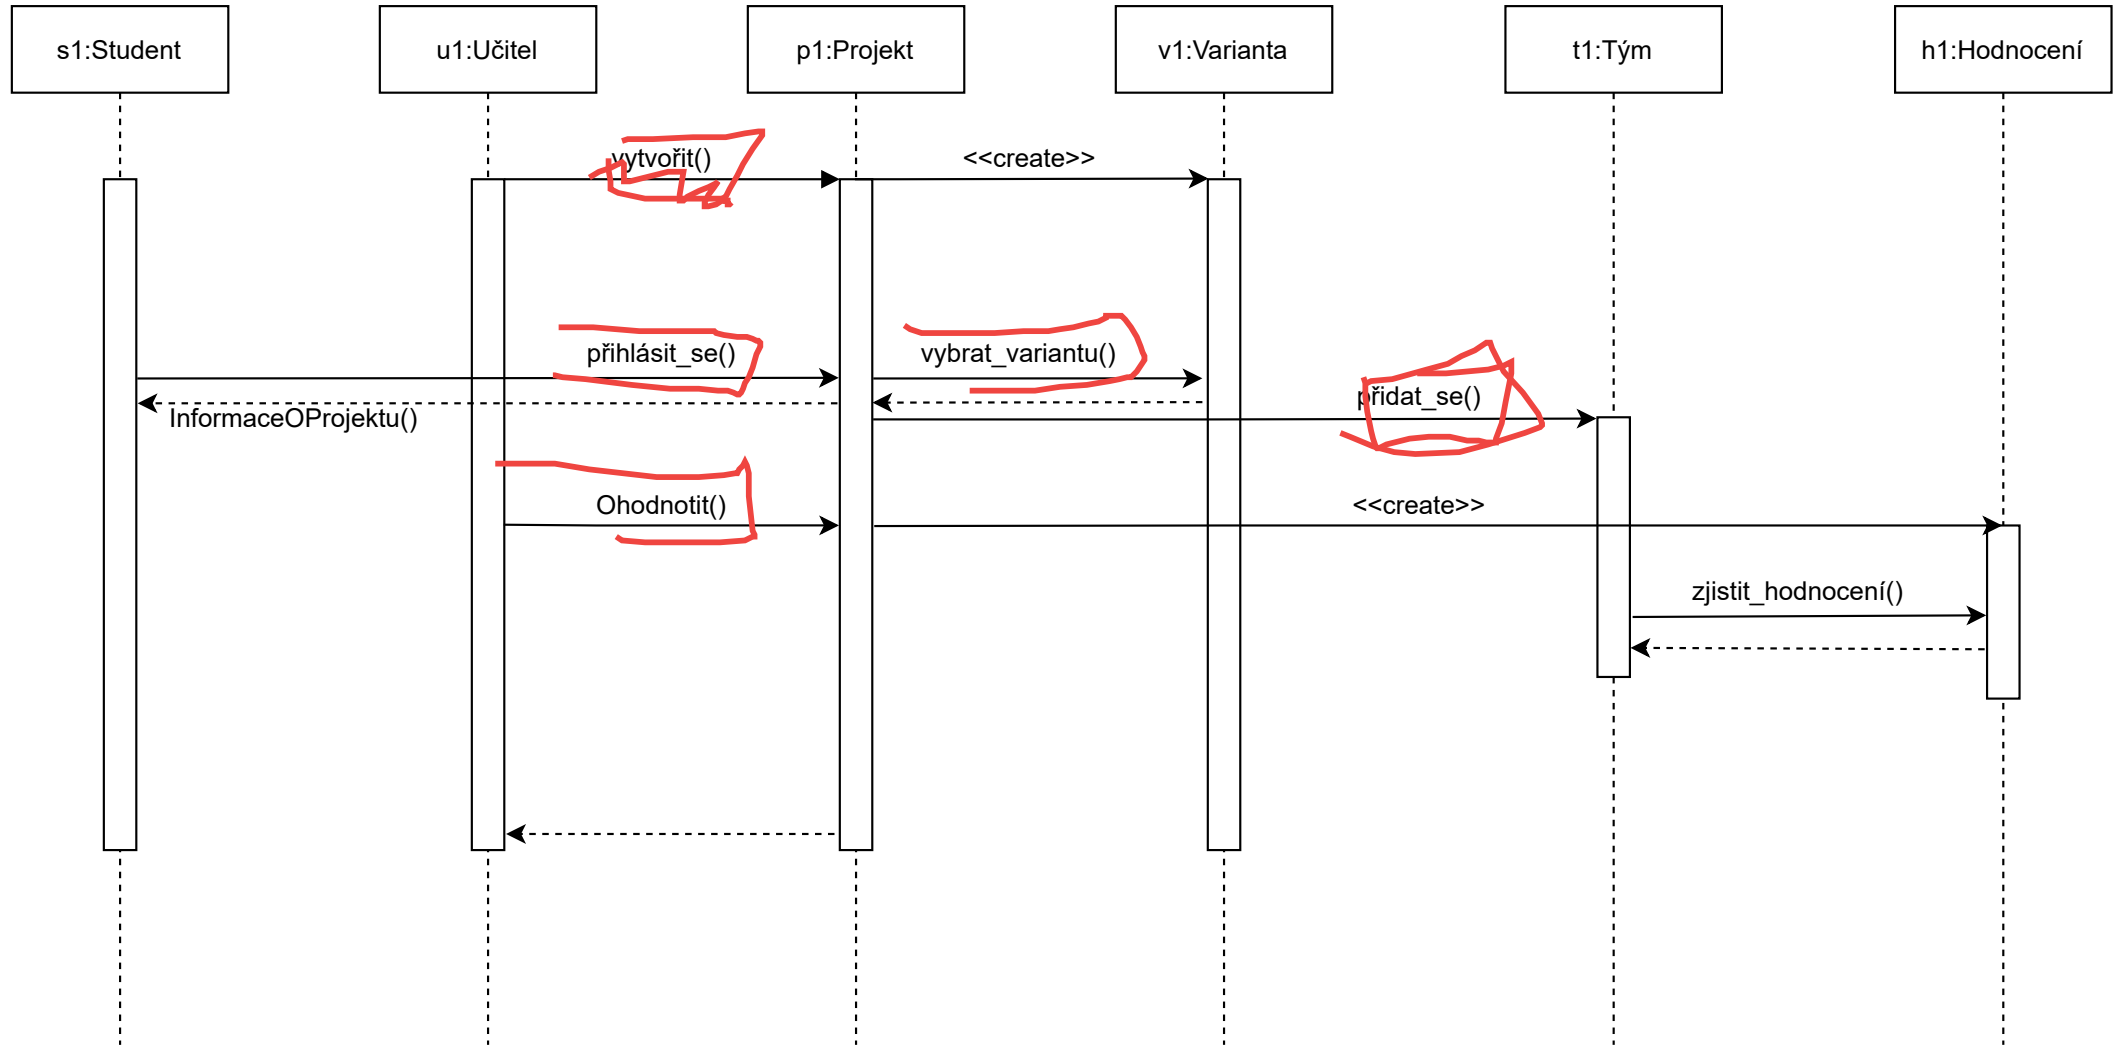 s1:Student
u1:Učitel
p1:Projekt
v1:Varianta
t1:Tým
h1:Hodnocení
vytvořit()
<<create>>
přihlásit_se()
vybrat_variantu()
přidat_se()
InformaceOProjektu()
Ohodnotit()
<<create>>
zjistit_hodnocení()